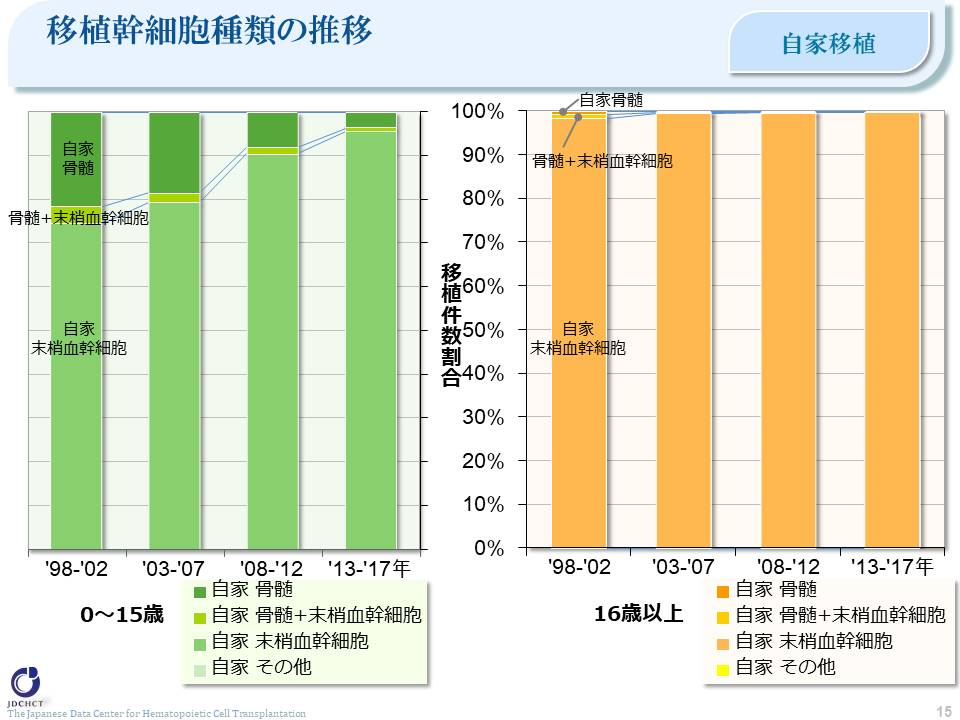 移植幹細胞種類の推移
自家移植
自家
骨髄
骨髄+末梢血幹細胞
自家
末梢血幹細胞
'98-'02
'03-'07
'08-'12
'13-'17年
0～15歳
自家 骨髄
自家 骨髄+末梢血幹細胞
自家 末梢血幹細胞
自家 その他
移植件数割合
100%
90%
80%
70%
60%
50%
40%
30%
20%
10%
0%
自家骨髄
骨髄+末梢血幹細胞
自家
末梢血幹細胞
'98-'02
'03-'07
'08-'12
'13-'17年
16歳以上
自家 骨髄
自家 骨髄+末梢血幹細胞
自家 末梢血幹細胞
自家 その他
JDCHCT
The Japanese Data Center for Hematopoietic Cell Transplantation
15